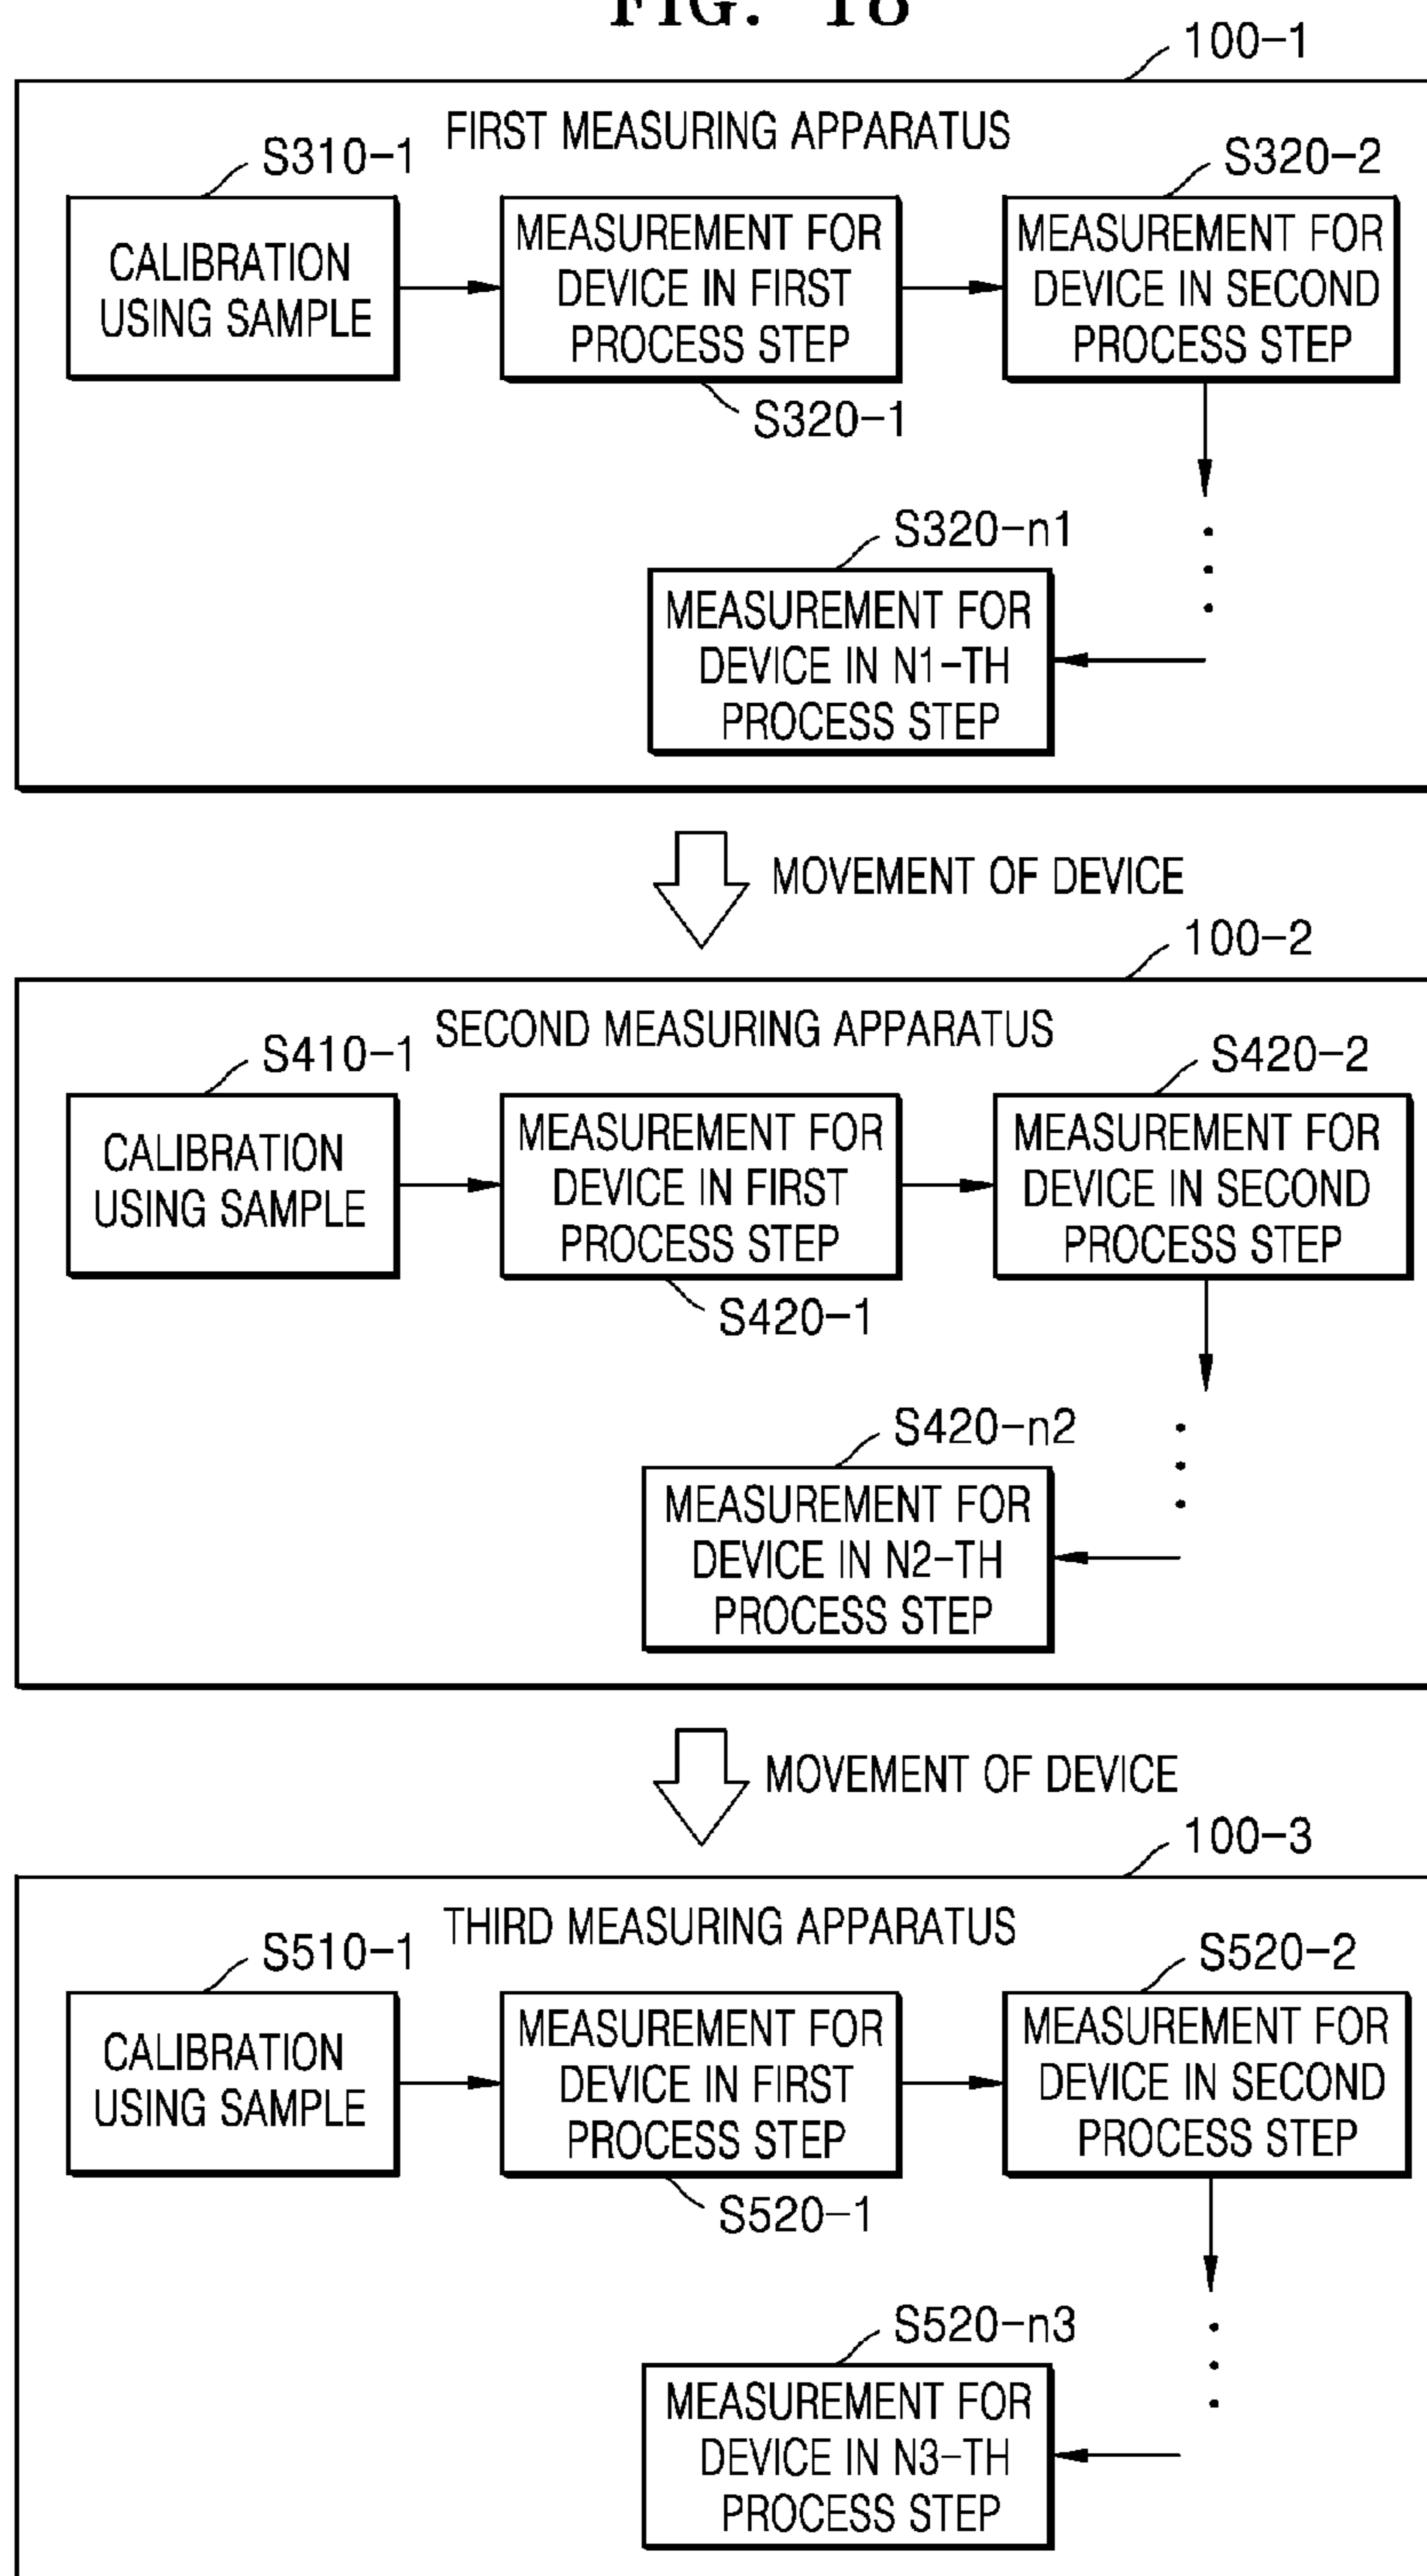 FIG. 18
100-1
FIRST MEASURING APPARATUS
S310-1
S320-2
CALIBRATION
USING SAMPLE
MEASUREMENT FOR
DEVICE IN FIRST
PROCESS STEP
MEASUREMENT FOR
DEVICE IN SECOND
PROCESS STEP
S320-1
S320-n1
MEASUREMENT FOR
DEVICE IN N1-TH
PROCESS STEP
MOVEMENT OF DEVICE
100-2
SECOND MEASURING APPARATUS
S410-1
S420-2
CALIBRATION
USING SAMPLE
MEASUREMENT FOR
DEVICE IN FIRST
PROCESS STEP
MEASUREMENT FOR
DEVICE IN SECOND
PROCESS STEP
S420-1
S420-n2
MEASUREMENT FOR
DEVICE IN N2-TH
PROCESS STEP
MOVEMENT OF DEVICE
100-3
THIRD MEASURING APPARATUS
S510-1
S520-2
CALIBRATION
USING SAMPLE
MEASUREMENT FOR
DEVICE IN FIRST
PROCESS STEP
MEASUREMENT FOR
DEVICE IN SECOND
PROCESS STEP
S520-1
S520-n3
MEASUREMENT FOR
DEVICE IN N3-TH
PROCESS STEP